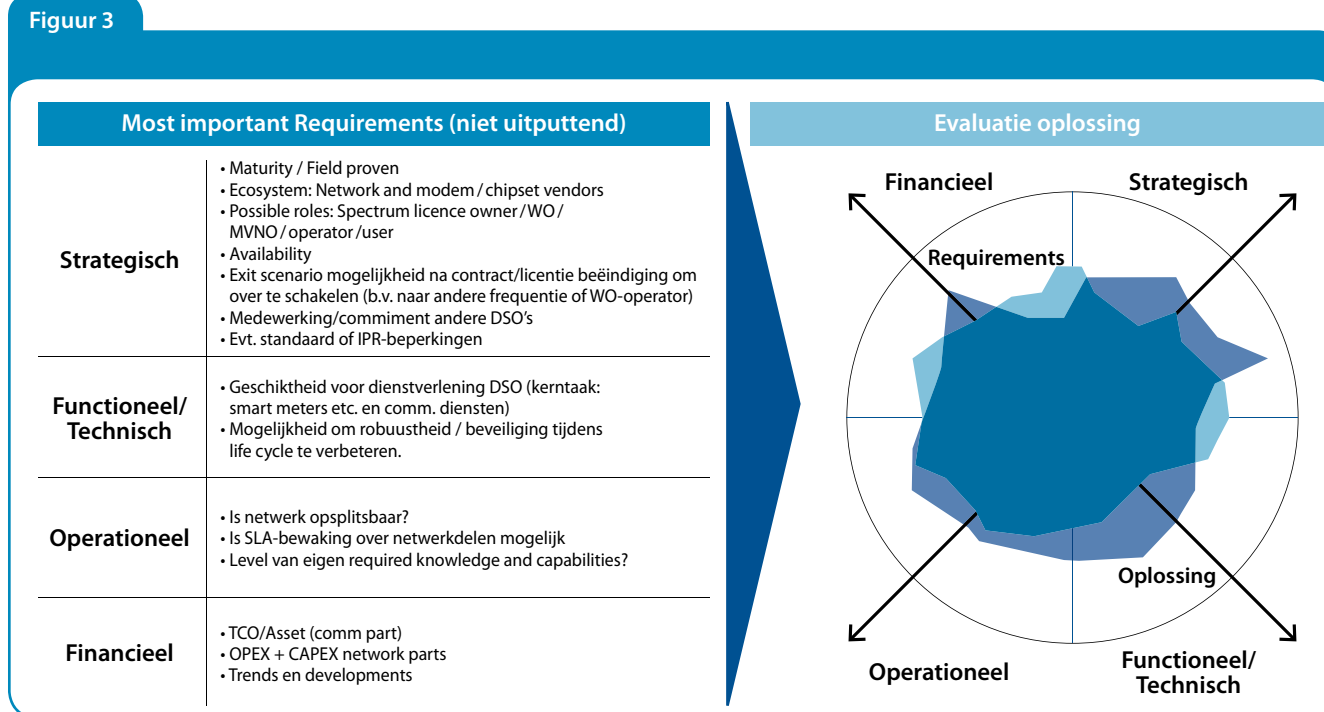 Figuur 3
Most important Requirements (niet uitputtend)
Strategisch
• Maturity / Field proven
• Ecosystem: Network and modem / chipset vendors
• Possible roles: Spectrum licence owner / WO /
MVNO / operator / user
• Availability
• Exit scenario mogelijkheid na contract/licentie beëindiging om
over te schakelen (b.v. naar andere frequentie of WO-operator)
• Medewerking/commiment andere DSO's
• Evt. standaard of IPR-beperkingen
Functioneel/
Technisch
• Geschiktheid voor dienstverlening DSO (kerntaak:
smart meters etc. en comm. diensten)
• Mogelijkheid om robuustheid / beveiliging tijdens
life cycle te verbeteren.
Operationeel
• Is netwerk opsplitsbaar?
• Is SLA-bewaking over netwerkdelen mogelijk
• Level van eigen required knowledge and capabilities?
Financieel
• TCO/Asset (comm part)
• OPEX + CAPEX network parts
• Trends en developments
Evaluatie oplossing
Financieel
Strategisch
Requirements
Oplossing
Operationeel
Functioneel/
Technisch